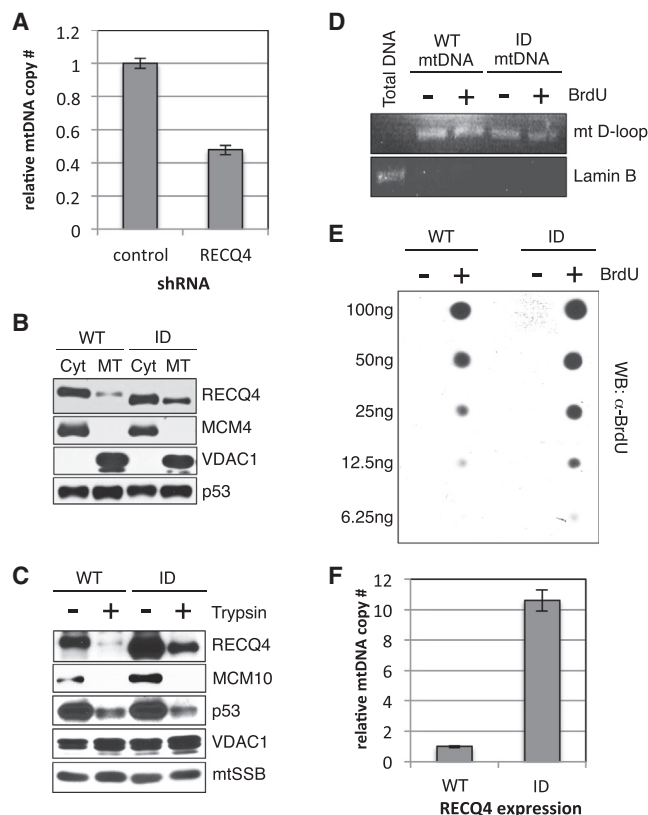 A
relative mtDNA copy #
1.2
1
0.8
0.6
0.4
0.2
0
control
RECQ4
shRNA
B
WT
ID
Cyt MT Cyt MT
RECQ4
MCM4
VDAC1
p53
C
WT
ID
- + - +
Trypsin
RECQ4
MCM10
p53
VDAC1
mtSSB
D
Total DNA
WT
mtDNA
ID
mtDNA
- + - +
BrdU
mt D-loop
Lamin B
E
WT
ID
- + - +
BrdU
100ng
50ng
25ng
12.5ng
6.25ng
WB: α-BrdU
F
relative mtDNA copy #
12
10
8
6
4
2
0
WT
ID
RECQ4 expression